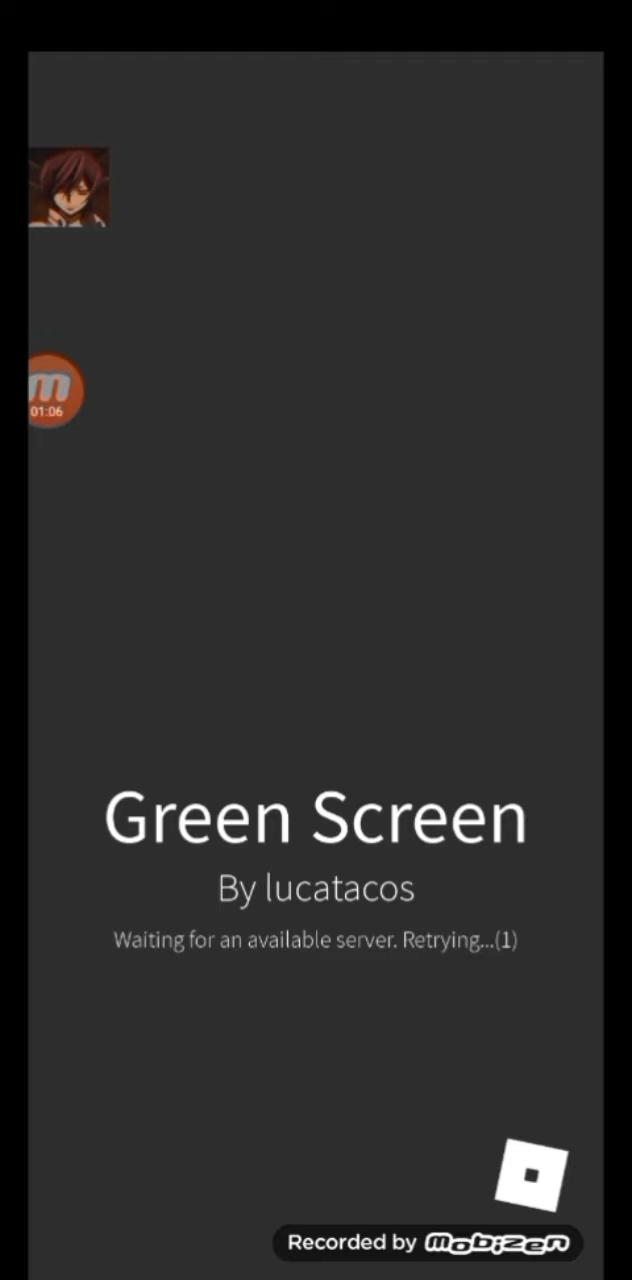 m
01:06
Green Screen
By lucatacos
Waiting for an available server. Retrying...(1)
Recorded by mobizen